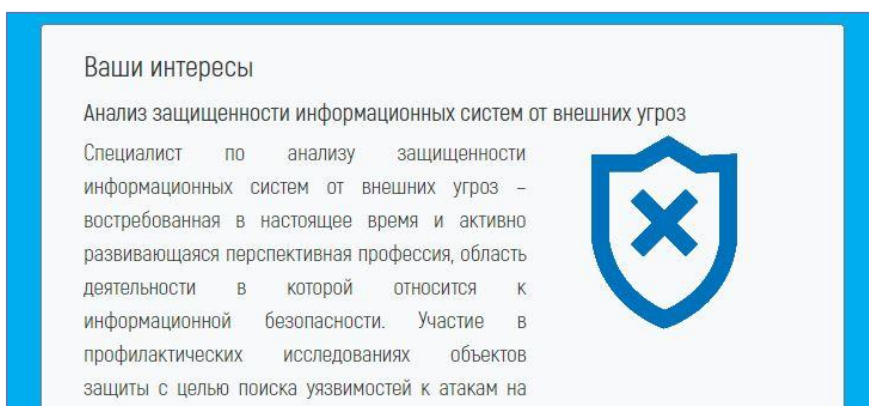 Ваши интересы
Анализ защищенности информационных систем от внешних угроз
Специалист по анализу защищенности
информационных систем от внешних угроз –
востребованная в настоящее время и активно
развивающаяся перспективная профессия, область
деятельности в которой относится к
информационной безопасности. Участие в
профилактических исследованиях объектов
защиты с целью поиска уязвимостей к атакам на